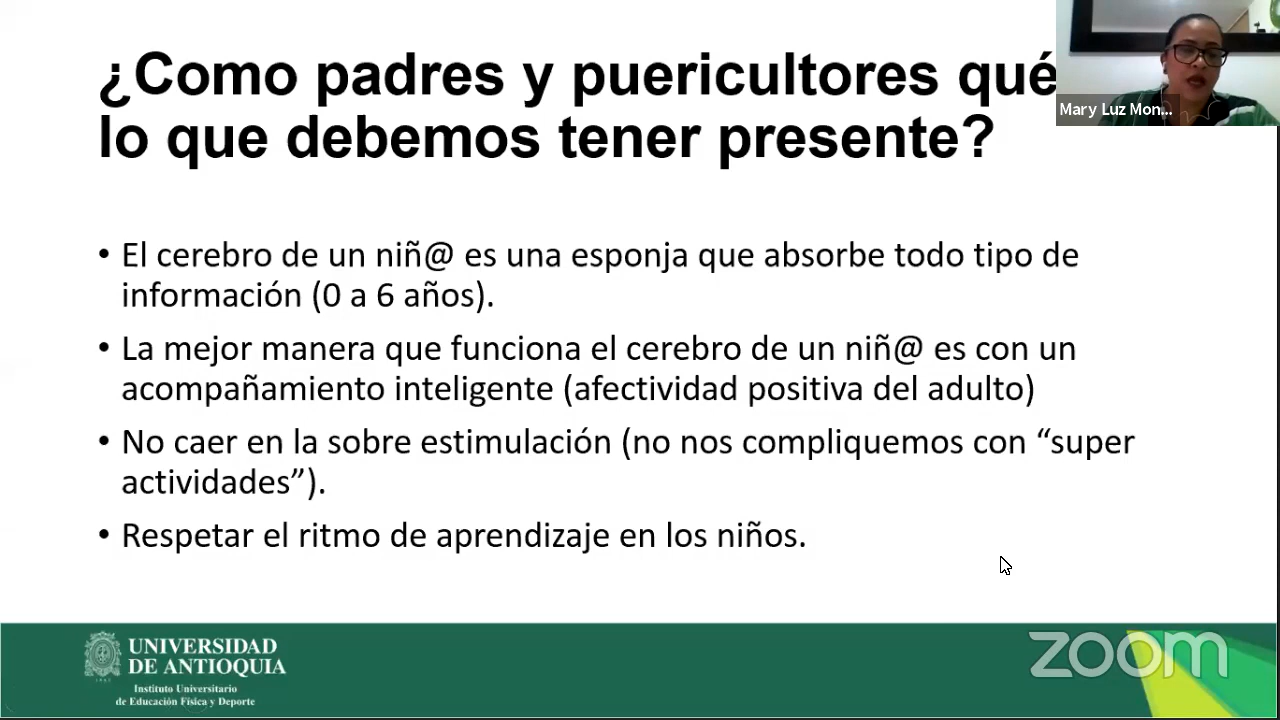 ¿Como padres y puericultores qué
lo que debemos tener presente?
Mary Luz Mon...
• El cerebro de un niñ@ es una esponja que absorbe todo tipo de
información (0 a 6 años).
• La mejor manera que funciona el cerebro de un niñ@ es con un
acompañamiento inteligente (afectividad positiva del adulto)
• No caer en la sobre estimulación (no nos compliquemos con “super
actividades”).
• Respetar el ritmo de aprendizaje en los niños.
UNIVERSIDAD
DE ANTIOQUIA
Instituto Universitario
de Educación Física y Deporte
zoom